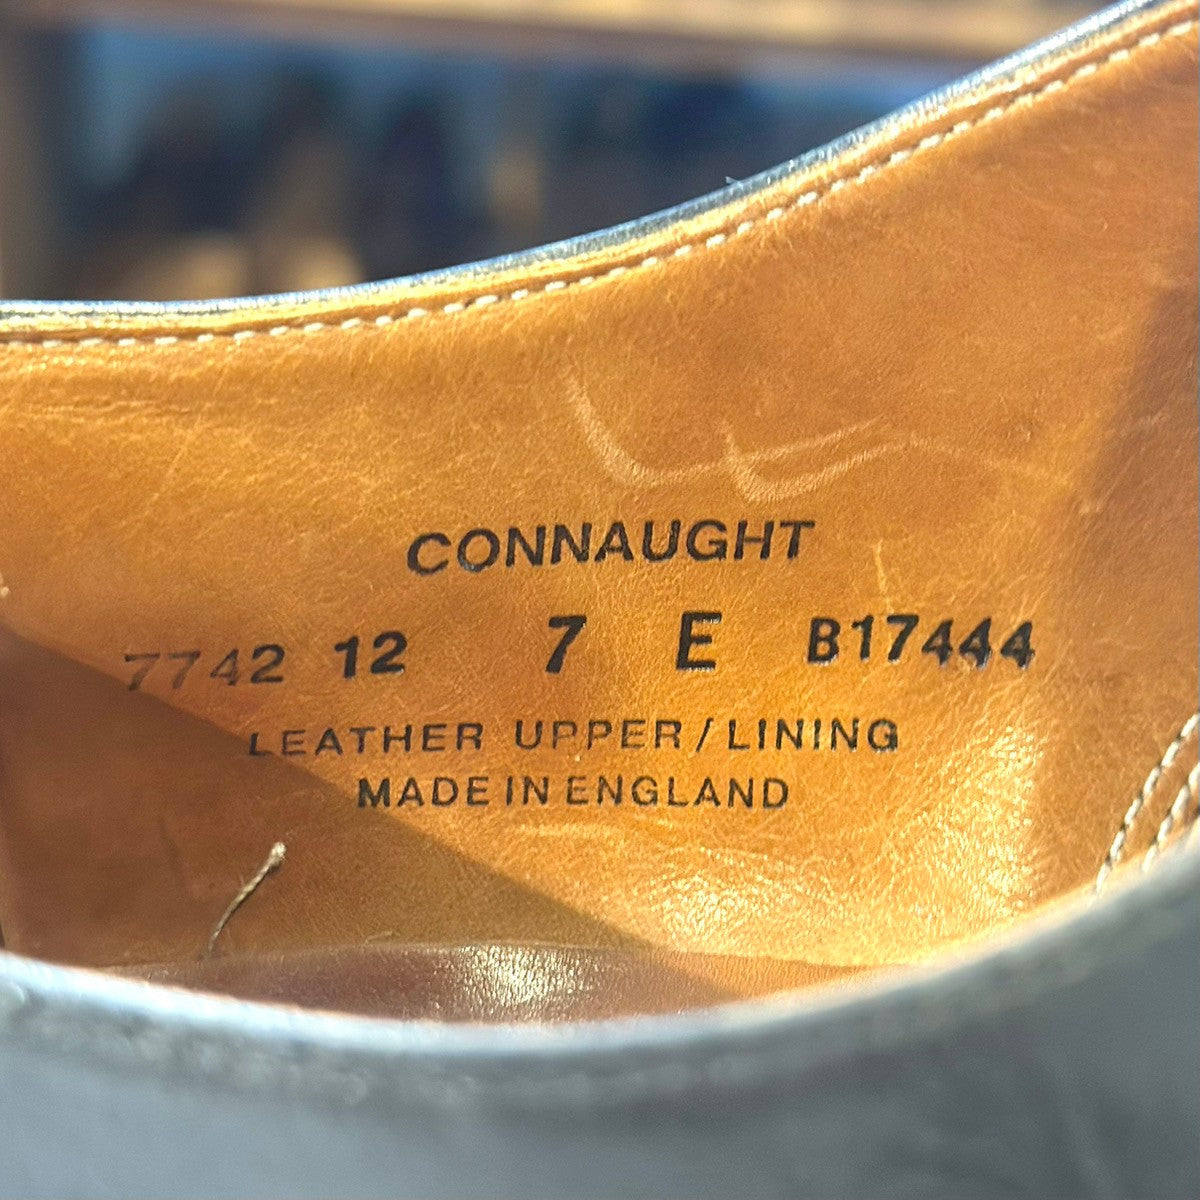 CONNAUGHT
7742 12 7 E B17444
LEATHER UPPER/LINING
MADE IN ENGLAND